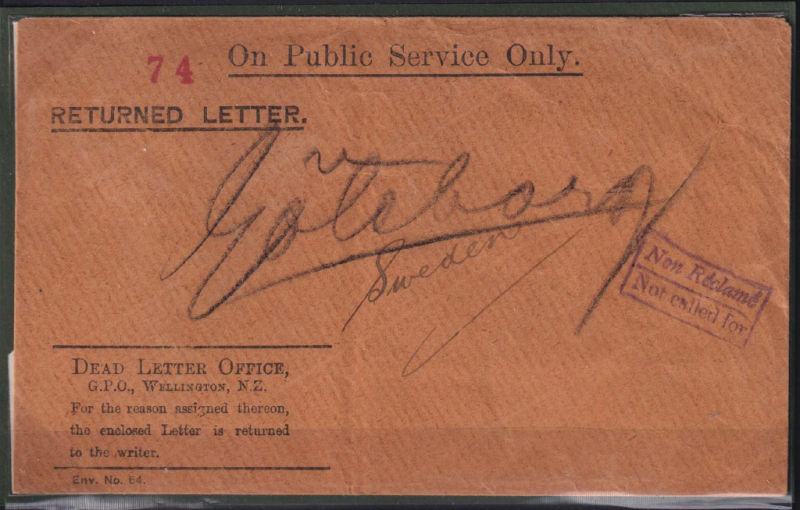 74
On Public Service Only.
RETURNED LETTER.
Göteborg
Sweden
Non Réclamé
Not called for
DEAD LETTER OFFICE,
G.P.O., WELLINGTON, N.Z.
For the reason assigned thereon,
the enclosed Letter is returned
to the writer.
Env. No. 64.